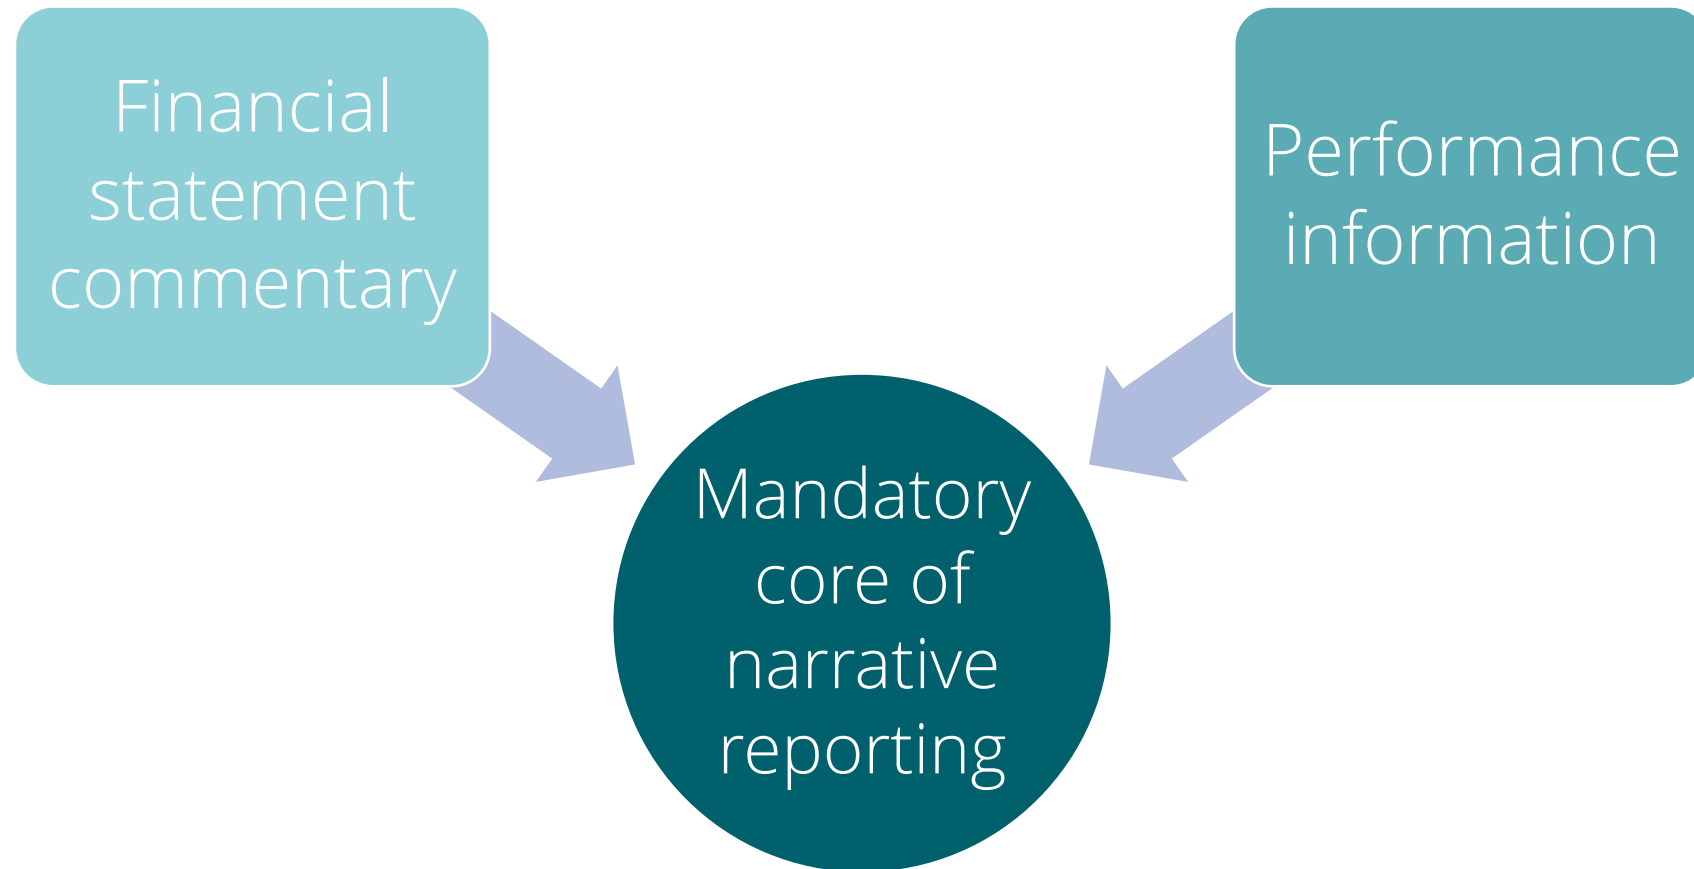 Financial
statement
commentary
Performance
information
Mandatory
core of
narrative
reporting